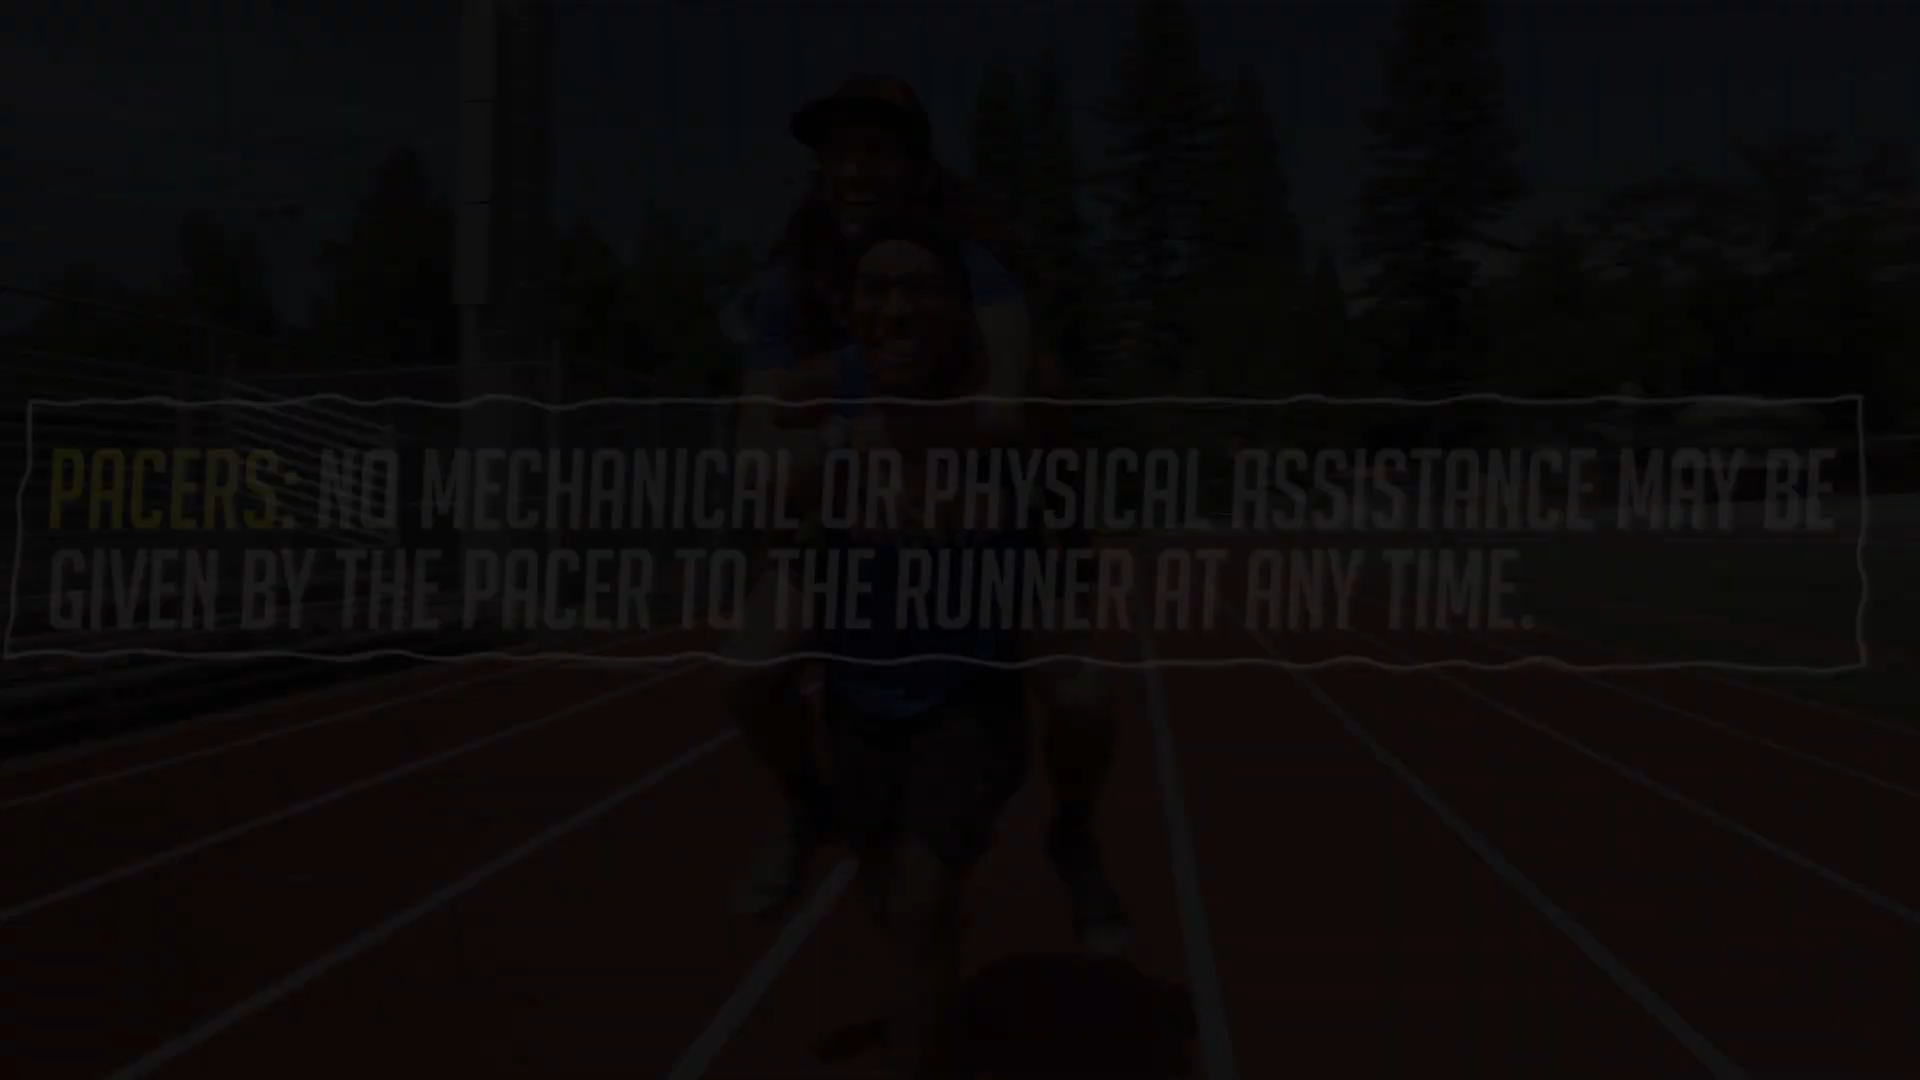 PACERS: NO MECHANICAL OR PHYSICAL ASSISTANCE MAY BE
GIVEN BY THE PACER TO THE RUNNER AT ANY TIME.